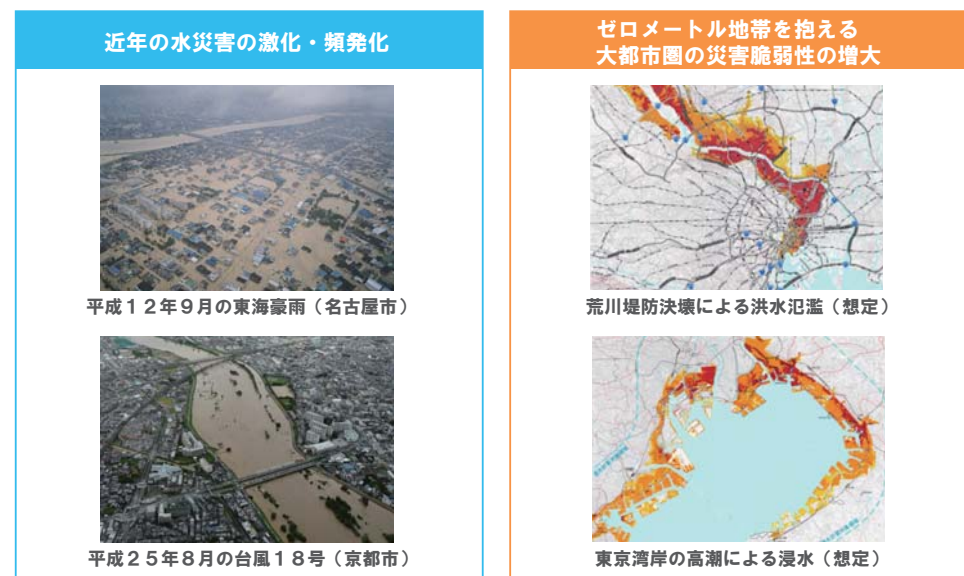 近年の水災害の激化・頻発化
平成１２年９月の東海豪雨（名古屋市）
平成２５年８月の台風１８号（京都市）
ゼロメートル地帯を抱える
大都市圏の災害脆弱性の増大
荒川堤防決壊による洪水氾濫（想定）
東京湾岸の高潮による浸水（想定）